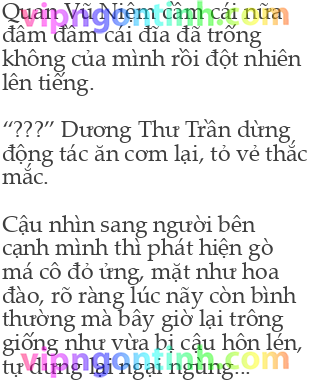 Quan Vũ Niệm cầm cái nĩa
đâm đâm cái đĩa đã trống
không của mình rồi đột nhiên
lên tiếng.
“???” Dương Thư Trần dừng
động tác ăn cơm lại, tỏ vẻ thắc
mắc.
Cậu nhìn sang người bên
cạnh mình thì phát hiện gò
má cô đỏ ửng, mặt như hoa
đào, rõ ràng lúc nãy còn bình
thường mà bây giờ lại trông
giống như vừa bị cậu hôn lén,
tự dưng lại ngại ngùng...
vipngontinh.com
vipngontinh.com